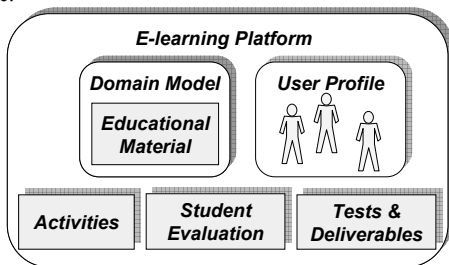 E-learning Platform
Domain Model
User Profile
Educational
Material
Activities
Student
Evaluation
Tests &
Deliverables